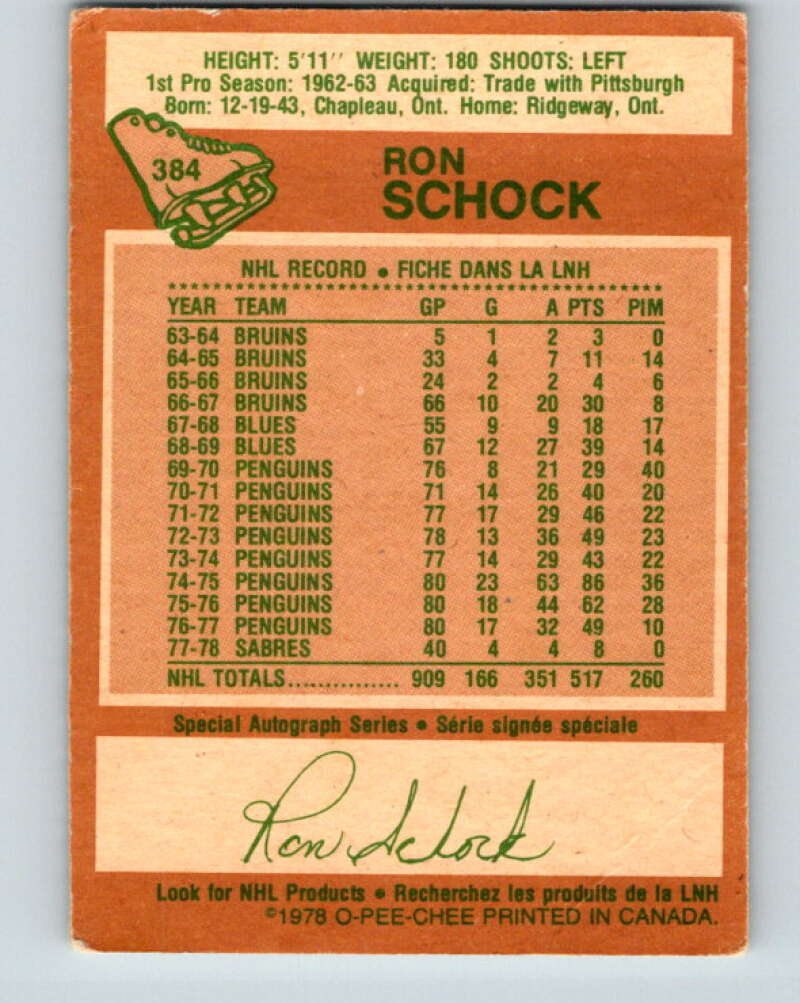 HEIGHT: 5'11'' WEIGHT: 180 SHOOTS: LEFT
1st Pro Season: 1962-63 Acquired: Trade with Pittsburgh
Born: 12-19-43, Chapleau, Ont. Home: Ridgeway, Ont.
384
RON
SCHOCK
NHL RECORD • FICHE DANS LA LNH
YEAR TEAM GP G A PTS PIM
63-64 BRUINS 5 1 2 3 0
64-65 BRUINS 33 4 7 11 14
65-66 BRUINS 24 2 2 4 6
66-67 BRUINS 66 10 20 30 8
67-68 BLUES 55 9 9 18 17
68-69 BLUES 67 12 27 39 14
69-70 PENGUINS 76 8 21 29 40
70-71 PENGUINS 71 14 26 40 20
71-72 PENGUINS 77 17 29 46 22
72-73 PENGUINS 78 13 36 49 23
73-74 PENGUINS 77 14 29 43 22
74-75 PENGUINS 80 23 63 86 36
75-76 PENGUINS 80 18 44 62 28
76-77 PENGUINS 80 17 32 49 10
77-78 SABRES 40 4 4 8 0
NHL TOTALS............... 909 166 351 517 260
Special Autograph Series • Série signée spéciale
Ron Schock
Look for NHL Products • Recherchez les produits de la LNH
©1978 O-PEE-CHEE PRINTED IN CANADA.